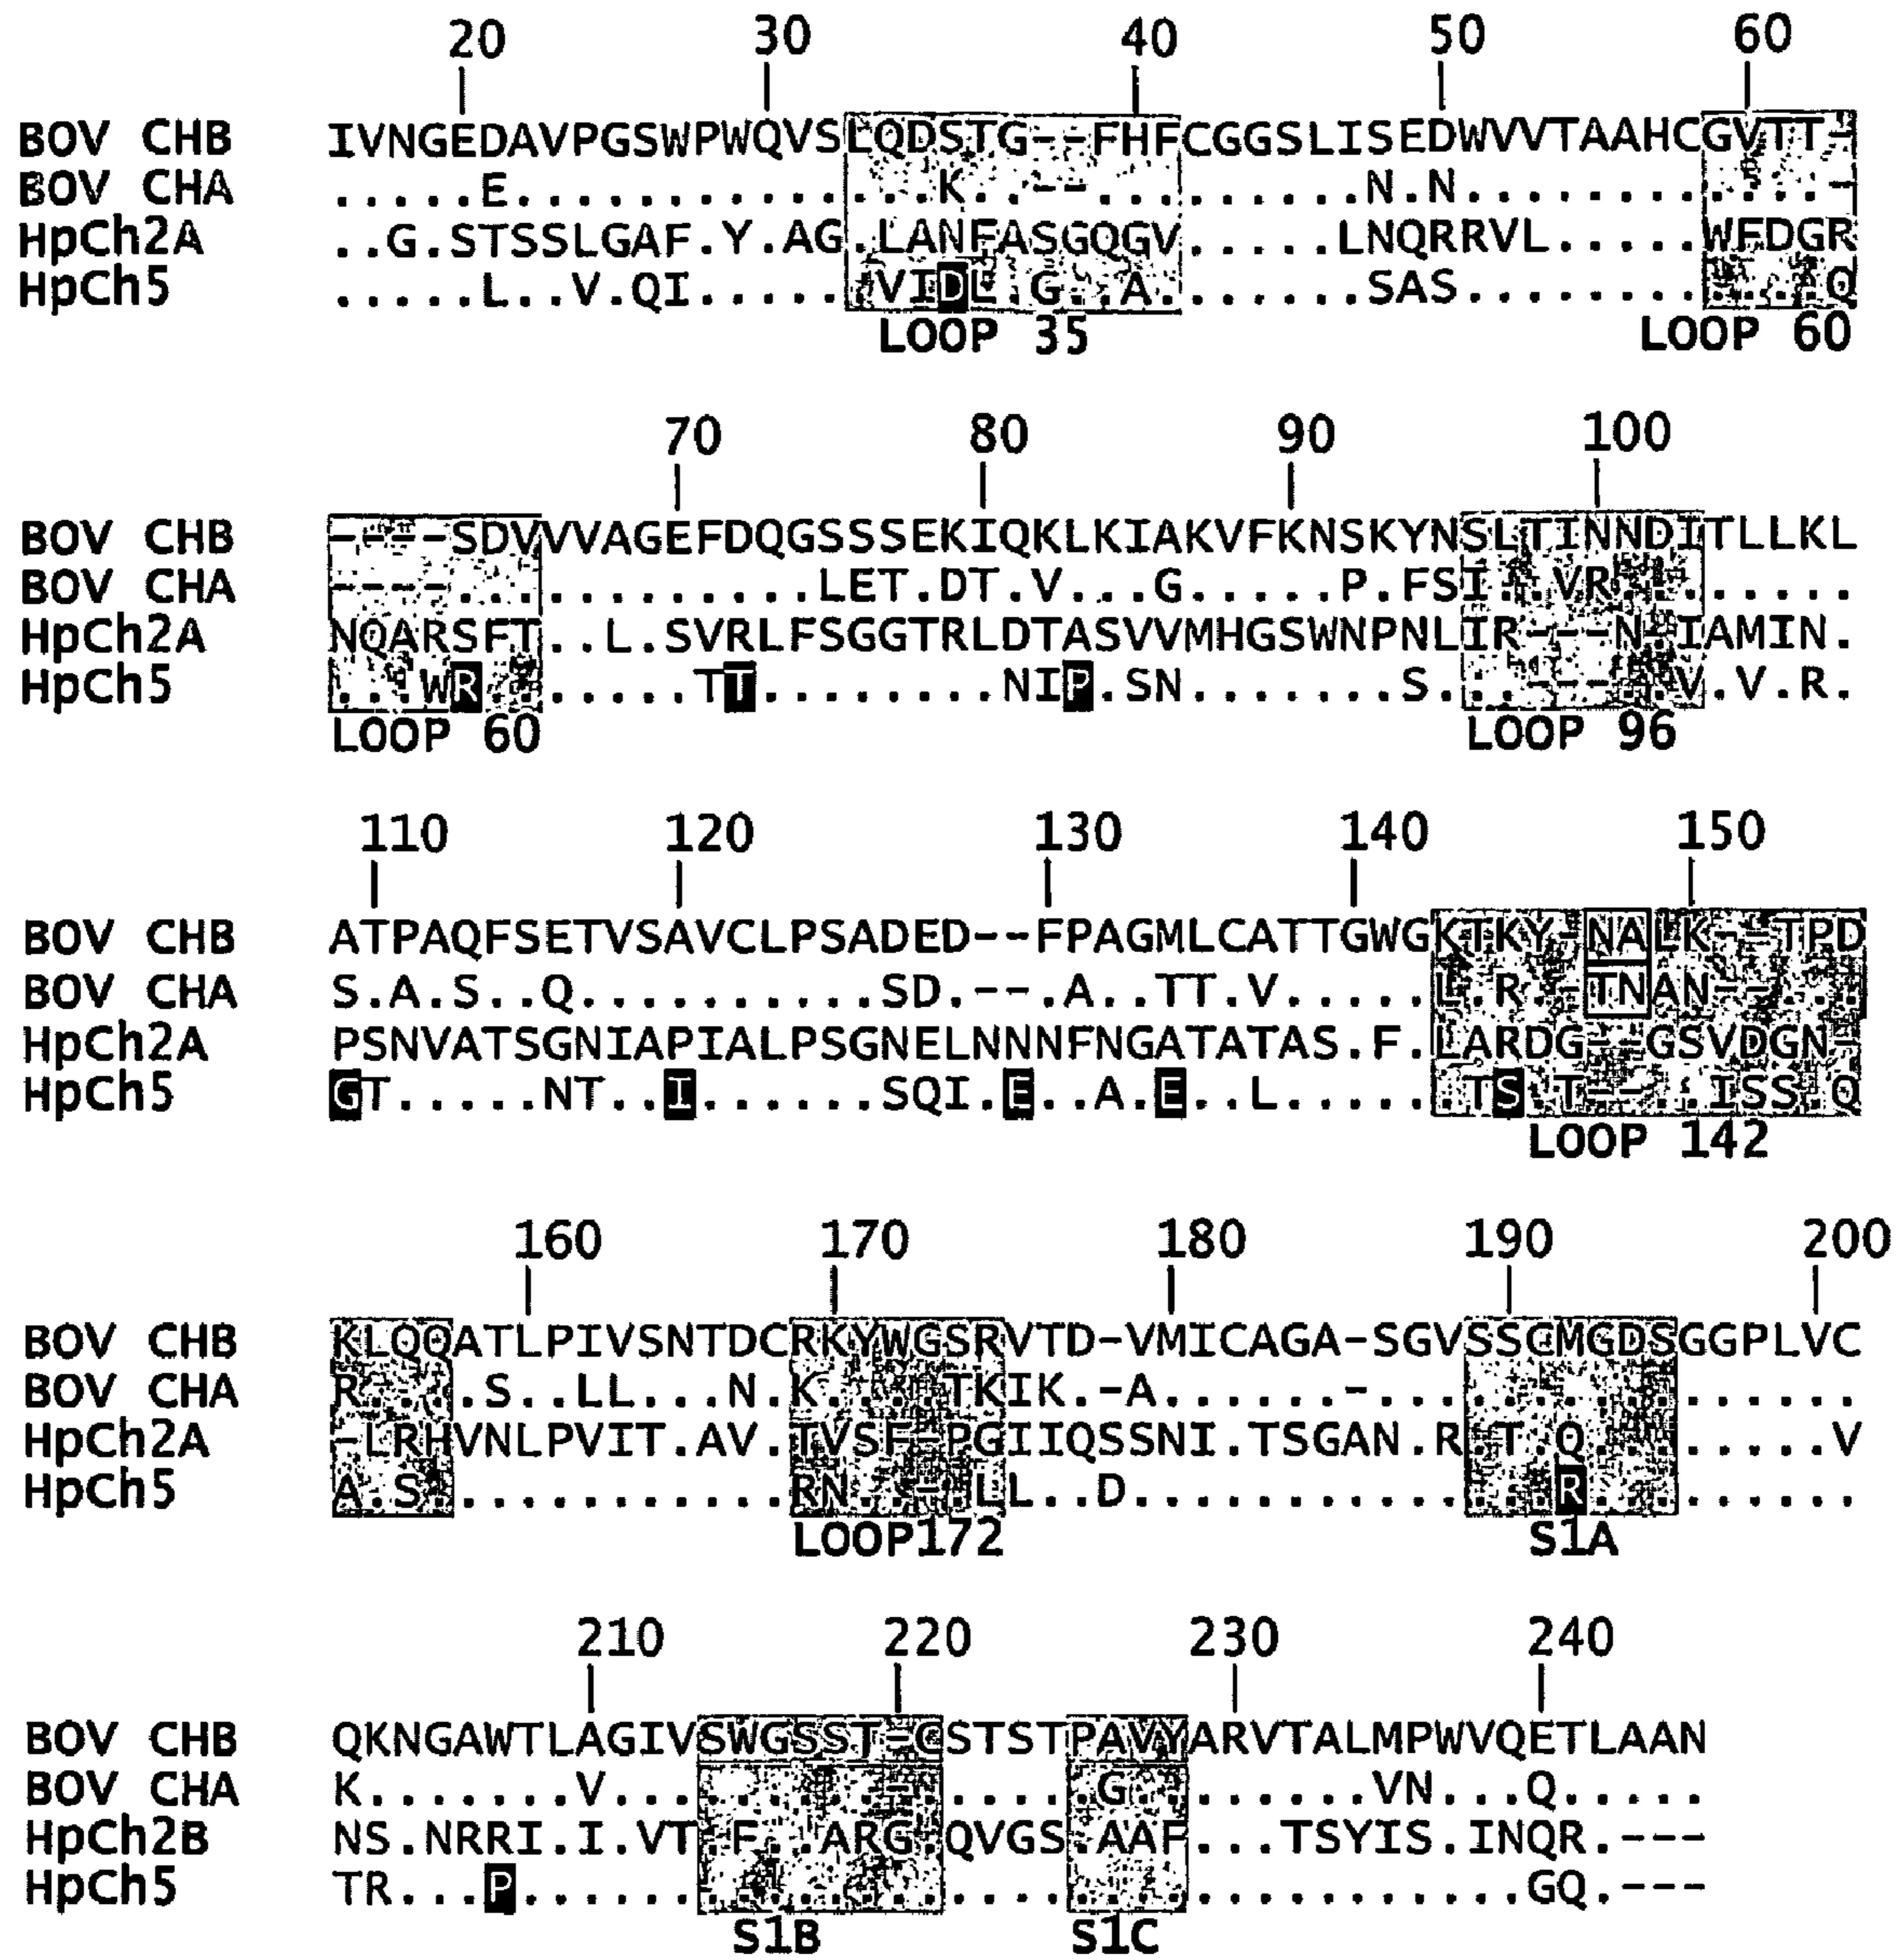 20 30 40 50 60
BOV CHB IVNGEDAVPGSWPWQVSLQDSTG--FHFCGGSLISEDWVVTAAHCGVTT-
BOV CHA .....E..............K..--.........N.N............-
HpCh2A ..G.STSSLGAF.Y.AG.LANFASGQGV.....LNQRRVL.....WFDGR
HpCh5 .....L..V.QI......VIDL.G..A.......SAS............Q
LOOP 35 LOOP 60
70 80 90 100
BOV CHB ----SDVVVAGEFDQGSSSEKIQKLKIAKVFKNSKYNSLTINNDITLLKL
BOV CHA ----............LET.DT.V...G.....P.FSI..VR........
HpCh2A NQARSFT..L.SVRLFSGGTRLDTASVVMHGSWNPNLIR---N.IAMIN.
HpCh5 ...WR.......TT........NIP.SN.......S...---..V.V.R.
LOOP 60 LOOP 96
110 120 130 140 150
BOV CHB ATPAQFSETVSAVCLPSADED--FPAGMLCATTGWGKTKY-NALK--TPD
BOV CHA S.A.S..Q..........SD.--.A..TT.V.....L.R.-TNAN--...
HpCh2A PSNVATSGNIAPIALPSGNELNNNFNGATATAS.F.LARDG--GSVDGN-
HpCh5 GT.....NT..I......SQI.E..A.E..L......TS.T--..ISS.Q
LOOP 142
160 170 180 190 200
BOV CHB KLQQATLPIVSNTDCRKYWGSRVTD-VMICAGA-SGVSSCMGDSGGPLVC
BOV CHA R....S..LL...N.K....TKIK.-A......-................
HpCh2A -LRHVNLPVITNAV.TVSF-PGIIQSSNI.TSGAN.R.T.Q........V
HpCh5 A.S............RN..-.LL..D..............R.........
LOOP172 S1A
210 220 230 240
BOV CHB QKNGAWTLAGIVSWGSST-CSTSTPAVYARVTALMPWVQETLAAN
BOV CHA K.......V.........-......G........VN...Q.....
HpCh2B NS.NRRI.I.VT.F..ARG.QVGS.AAF...TSYIS.INQR.---
HpCh5 TR...P.................................GQ.---
S1B S1C